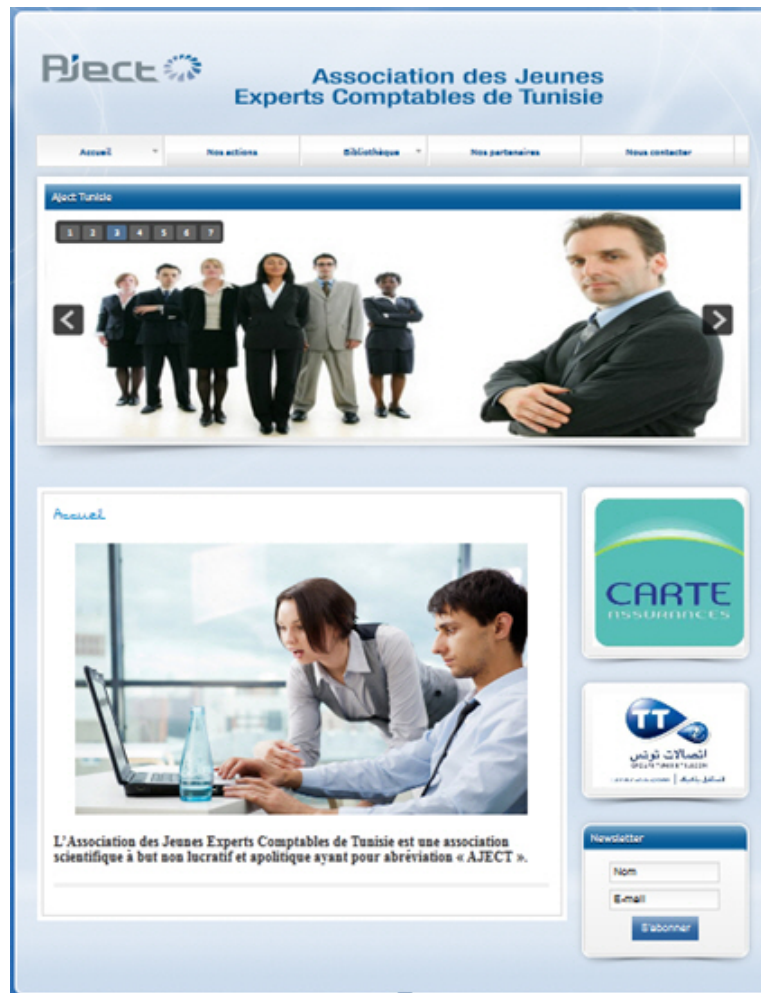 Aject
Association des Jeunes
Experts Comptables de Tunisie
Accueil
Nos actions
Bibliothèque
Nos partenaires
Nous contacter
Aject Tunisie
1 2 3 4 5 6 7
Accueil
CARTE
ASSURANCES
TT
اتصالات تونس
L'Association des Jeunes Experts Comptables de Tunisie est une association
scientifique à but non lucratif et apolitique ayant pour abréviation « AJECT ».
Newsletter
Nom
E-mail
S'abonner